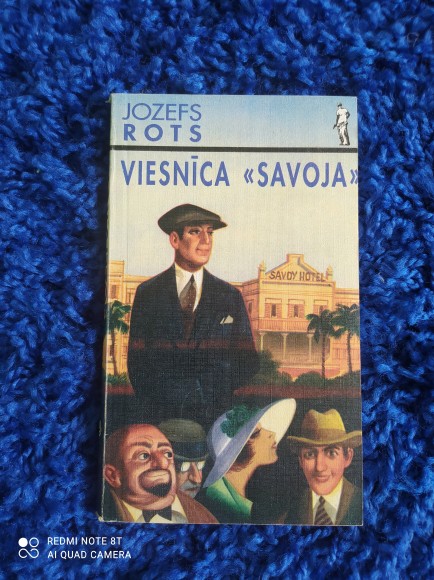 JOZEFS
ROTS
VIESNĪCA «SAVOJA»
SAVOY HOTEL
REDMI NOTE 8T
AI QUAD CAMERA